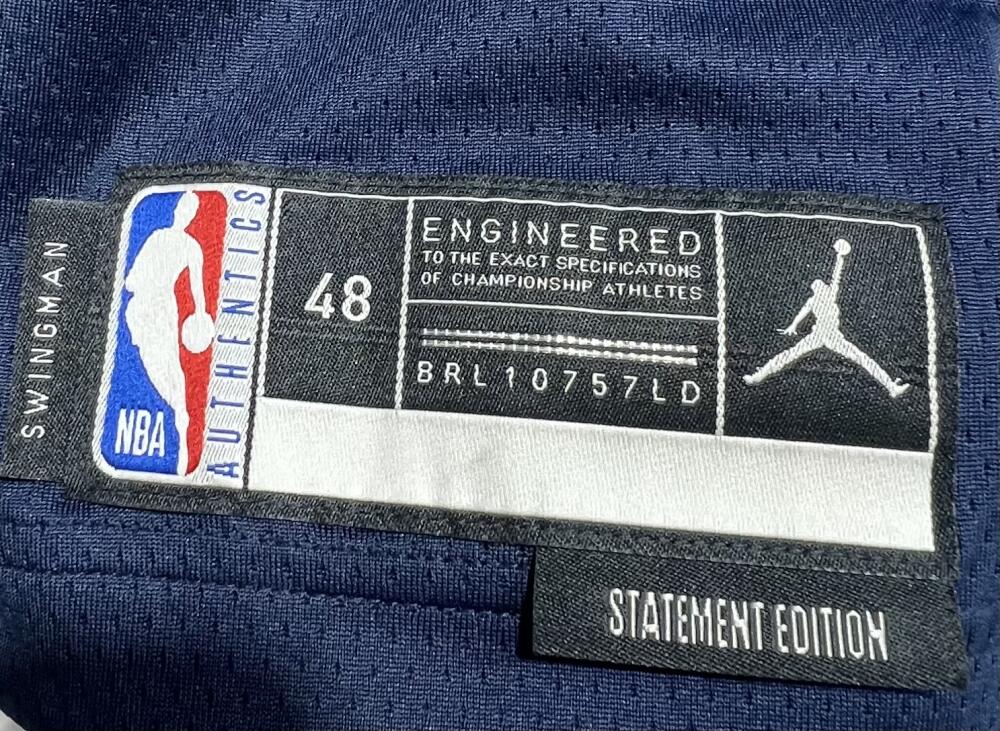 SWINGMAN
NBA
AUTHENTICS
48
ENGINEERED
TO THE EXACT SPECIFICATIONS
OF CHAMPIONSHIP ATHLETES
BRL10757LD
STATEMENT EDITION